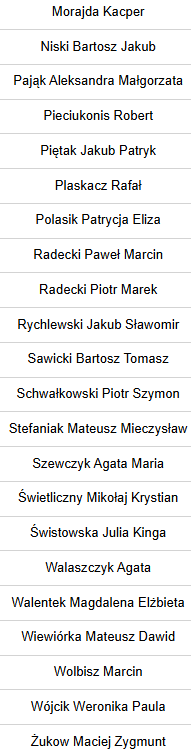 Morajda Kacper
Niski Bartosz Jakub
Pająk Aleksandra Małgorzata
Pieciukonis Robert
Piętak Jakub Patryk
Plaskacz Rafał
Polasik Patrycja Eliza
Radecki Paweł Marcin
Radecki Piotr Marek
Rychlewski Jakub Sławomir
Sawicki Bartosz Tomasz
Schwałkowski Piotr Szymon
Stefaniak Mateusz Mieczysław
Szewczyk Agata Maria
Świetliczny Mikołaj Krystian
Świstowska Julia Kinga
Walaszczyk Agata
Walentek Magdalena Elżbieta
Wiewiórka Mateusz Dawid
Wolbisz Marcin
Wójcik Weronika Paula
Żukow Maciej Zygmunt